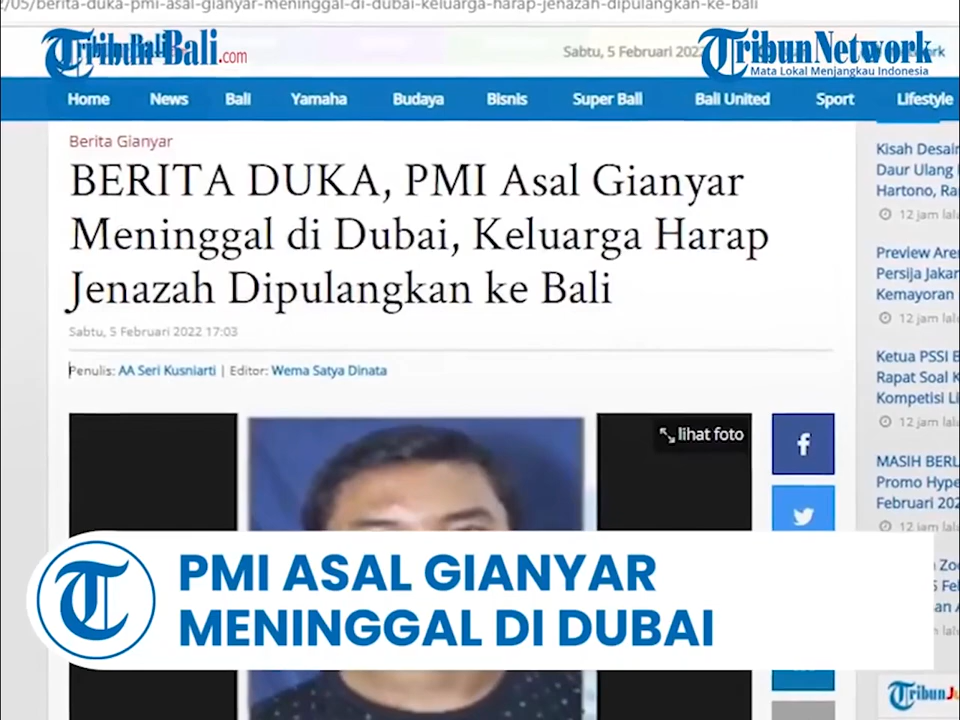 2/05/berita-duka-pmi-asal-gianyar-meninggal-di-dubai-keluarga-harap-jenazah-dipulangkan-ke-bali
Tribun-Bali.com
Sabtu, 5 Februari 2022
TribunNetwork
Mata Lokal Menjangkau Indonesia
Home News Bali Yamaha Budaya Bisnis Super Ball Bali United Sport Lifestyle
Berita Gianyar
BERITA DUKA, PMI Asal Gianyar
Meninggal di Dubai, Keluarga Harap
Jenazah Dipulangkan ke Bali
Sabtu, 5 Februari 2022 17:03
Penulis: AA Seri Kusniarti | Editor: Wema Satya Dinata
lihat foto
f
Kisah Desain
Daur Ulang
Hartono, Ra
12 jam lalu
Preview Are
Persija Jakar
Kemayoran
12 jam lalu
Ketua PSSI B
Rapat Soal K
Kompetisi Li
12 jam lalu
MASIH BERL
Promo Hype
Februari 202
12 jam lalu
PMI ASAL GIANYAR
MENINGGAL DI DUBAI